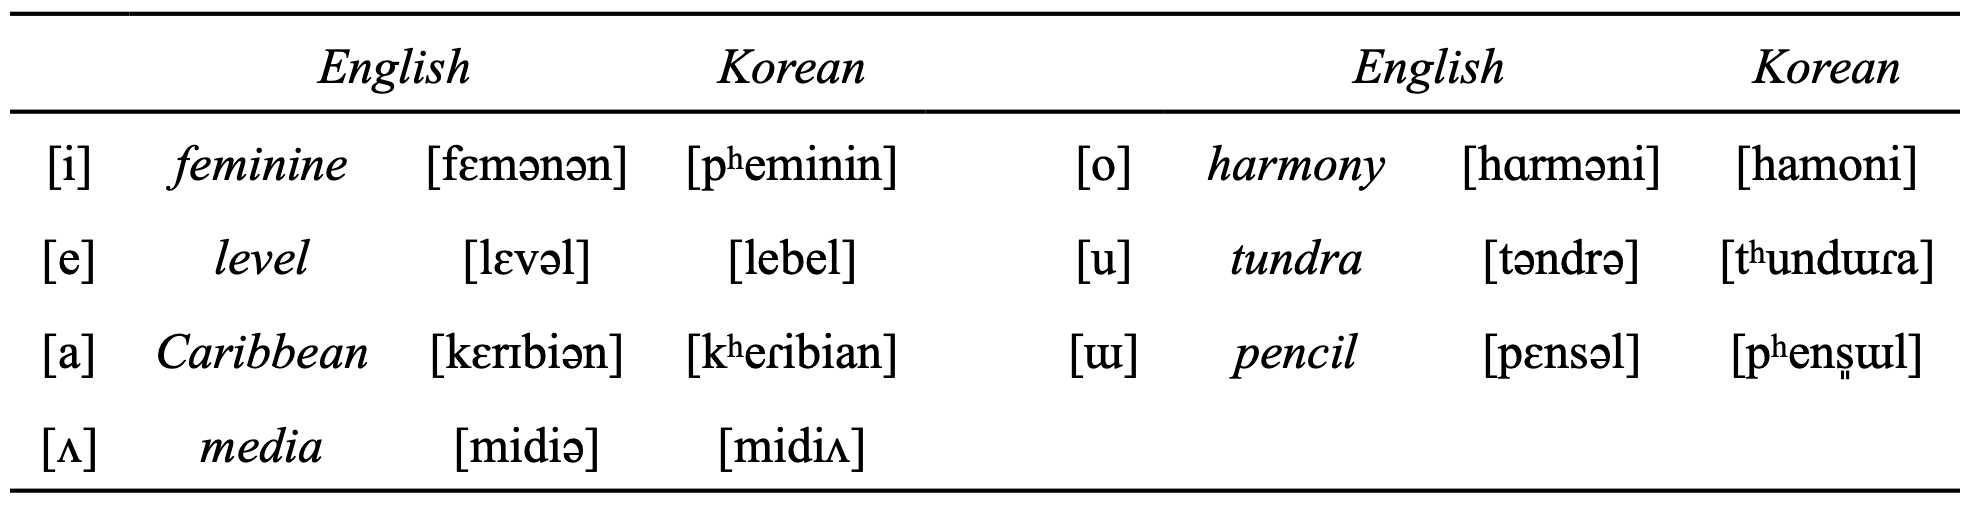 English Korean English Korean
[i] feminine [fɛmənən] [pʰeminin] [o] harmony [hɑrməni] [hamoni]
[e] level [lɛvəl] [lebel] [u] tundra [təndrə] [tʰundɯɾa]
[a] Caribbean [kɛrɪbiən] [kʰeɾibian] [ɯ] pencil [pɛnsəl] [pʰens͈ɯl]
[ʌ] media [midiə] [midiʌ]